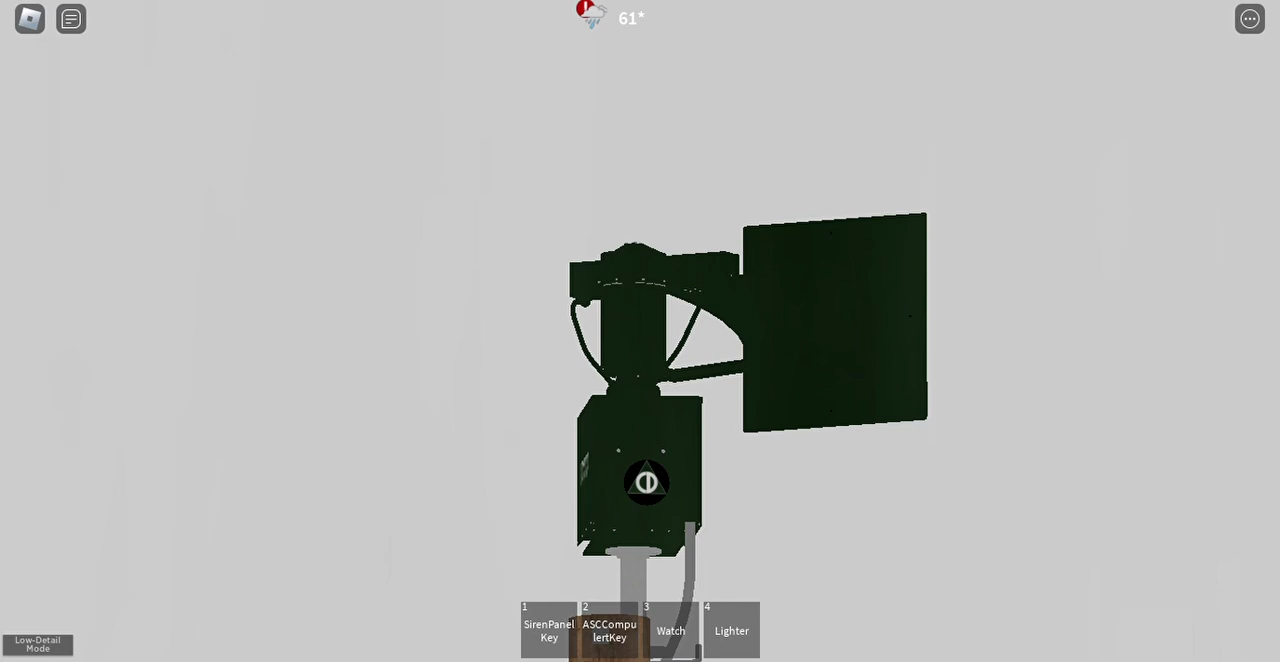 61*
1
SirenPanel
Key
2
ASCCompu
lertKey
3
Watch
4
Lighter
Low-Detail
Mode